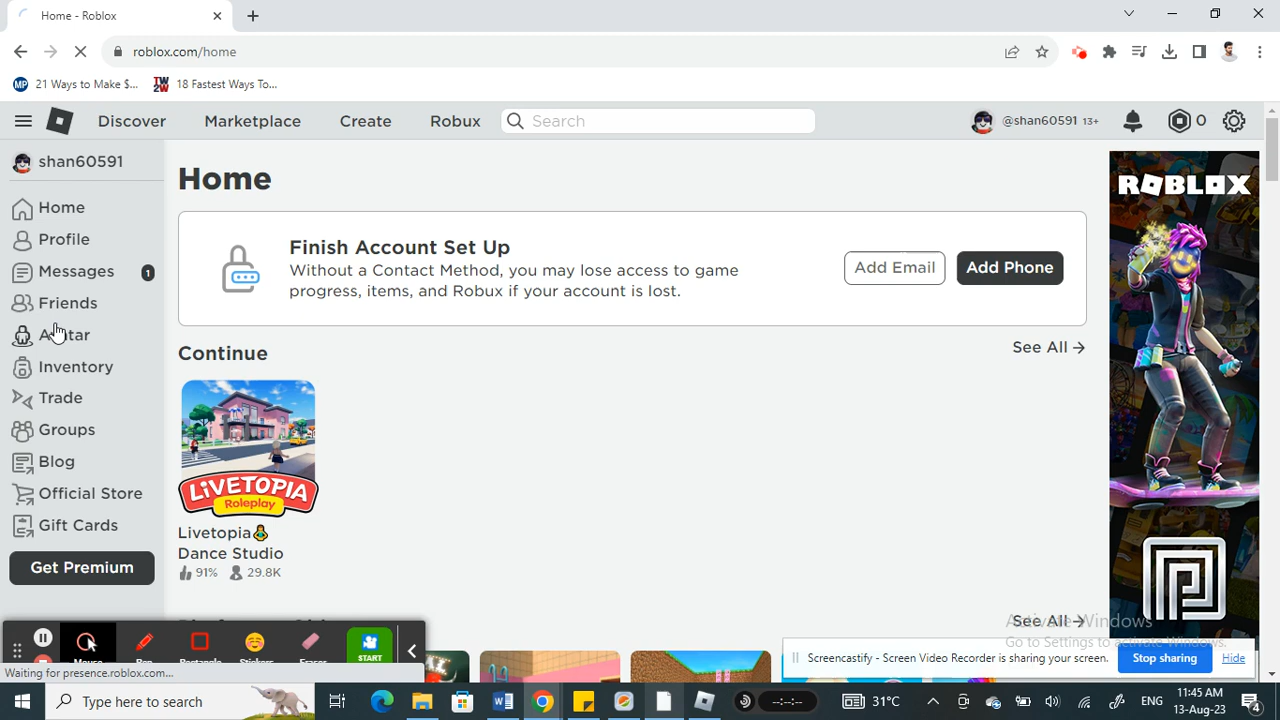 Home - Roblox
roblox.com/home
21 Ways to Make $...
18 Fastest Ways To...
Discover
Marketplace
Create
Robux
Search
@shan60591 13+
0
shan60591
Home
Profile
Messages 1
Friends
Avatar
Inventory
Trade
Groups
Blog
Official Store
Gift Cards
Get Premium
Home
Finish Account Set Up
Without a Contact Method, you may lose access to game
progress, items, and Robux if your account is lost.
Add Email
Add Phone
Continue
See All →
LIVETOPIA
Roleplay
Livetopia
Dance Studio
91% 29.8K
ROBLOX
See All →
Activate Windows
Go to Settings to activate Windows.
START
Waiting for presence.roblox.com...
Screencastify - Screen Video Recorder is sharing your screen.
Stop sharing
Hide
Type here to search
--:--:--
31°C
ENG
11:45 AM
13-Aug-23
4